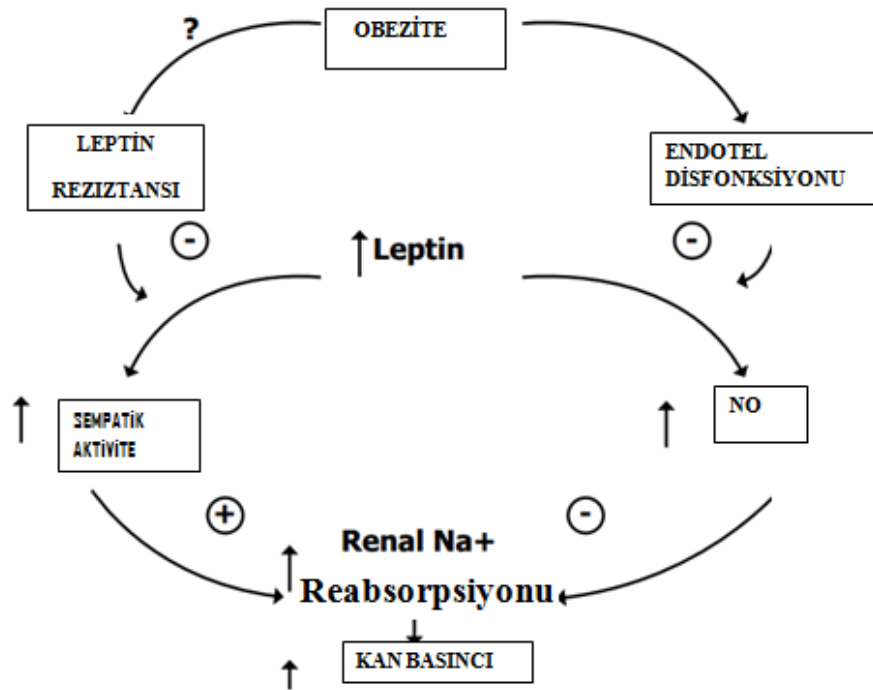 ?
OBEZİTE
LEPTİN
REZIZTANSI
ENDOTEL
DİSFONKSİYONU
-
Leptin
-
SEMPATİK
AKTİVİTE
NO
+
-
Renal Na+
Reabsorpsiyonu
KAN BASINCI